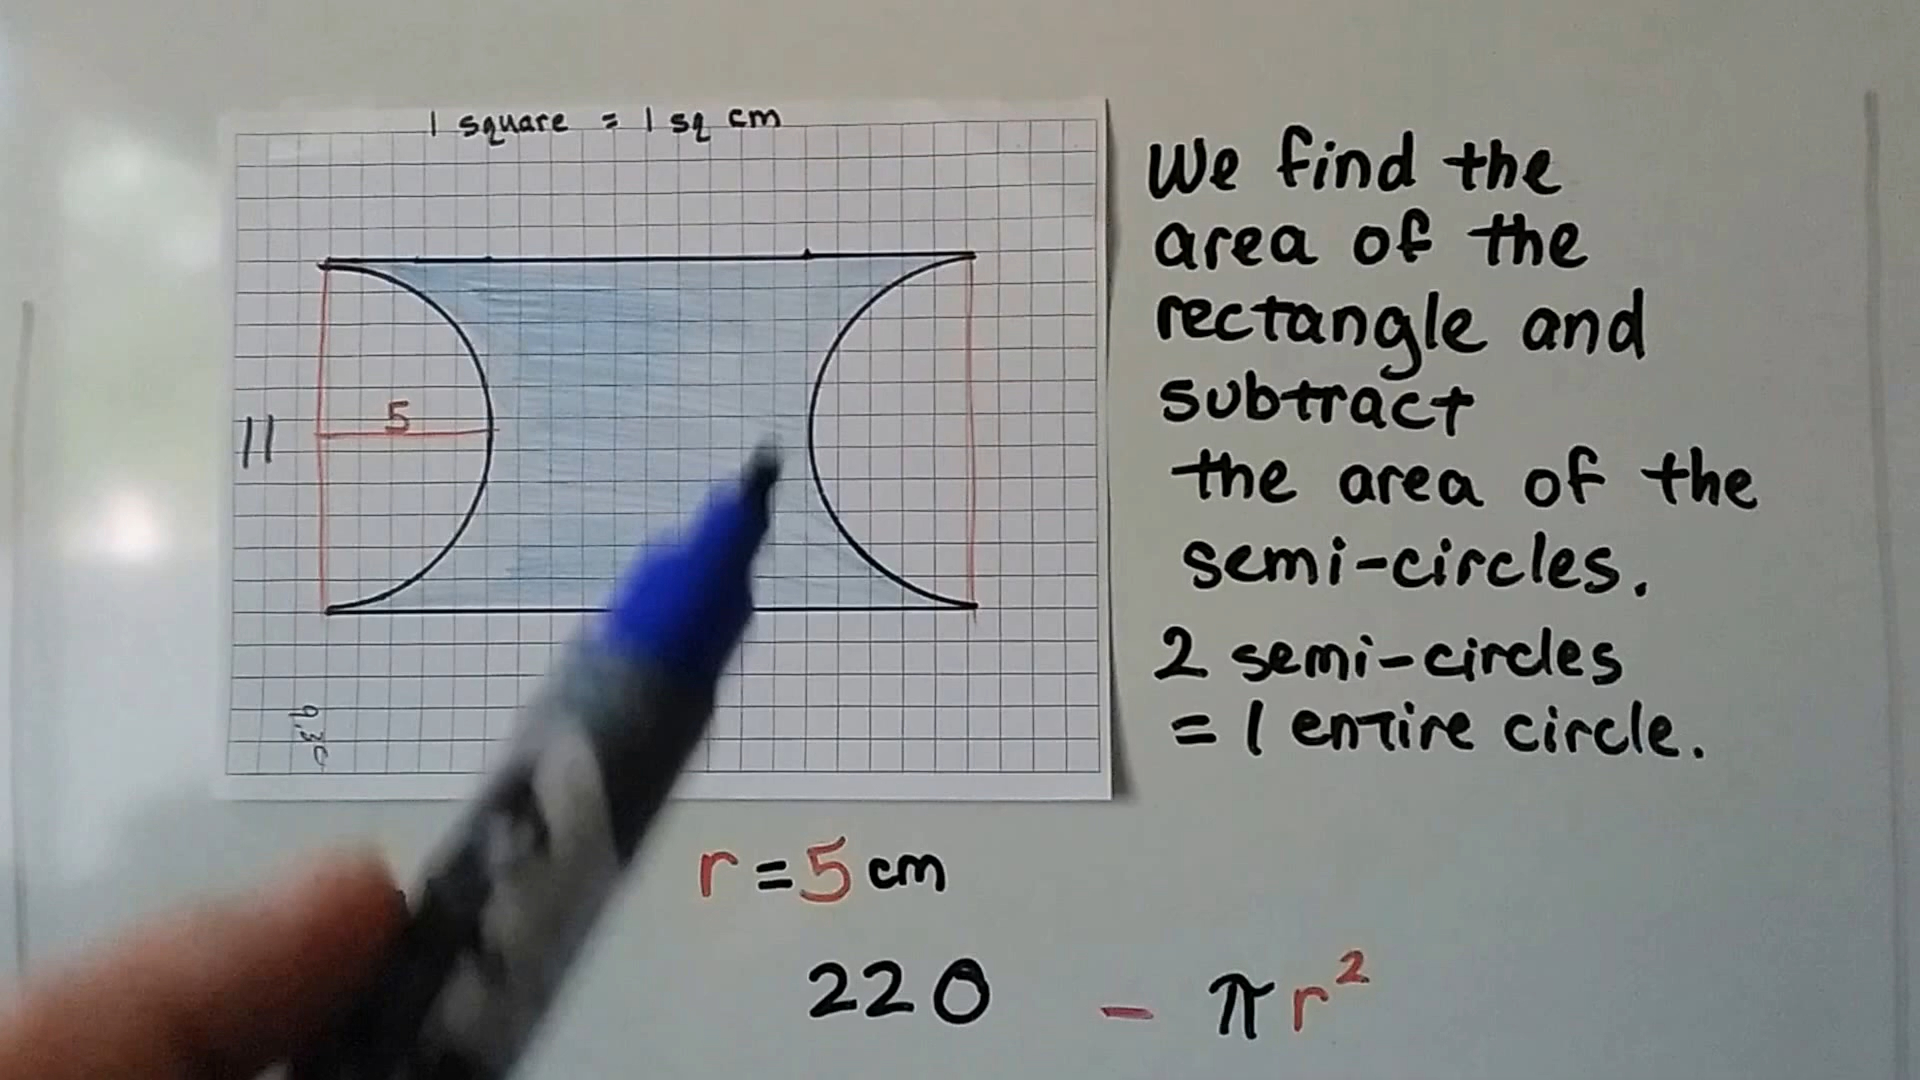 1 square = 1 sq cm
5
11
We find the
area of the
rectangle and
subtract
the area of the
semi-circles.
2 semi-circles
= 1 entire circle.
r = 5 cm
220 - πr²